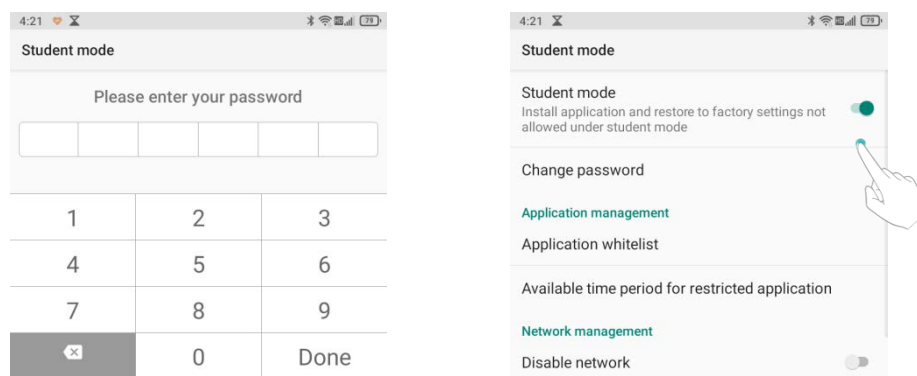 4:21
79
Student mode
Please enter your password
1 2 3
4 5 6
7 8 9
0 Done
4:21
79
Student mode
Student mode
Install application and restore to factory settings not
allowed under student mode
Change password
Application management
Application whitelist
Available time period for restricted application
Network management
Disable network